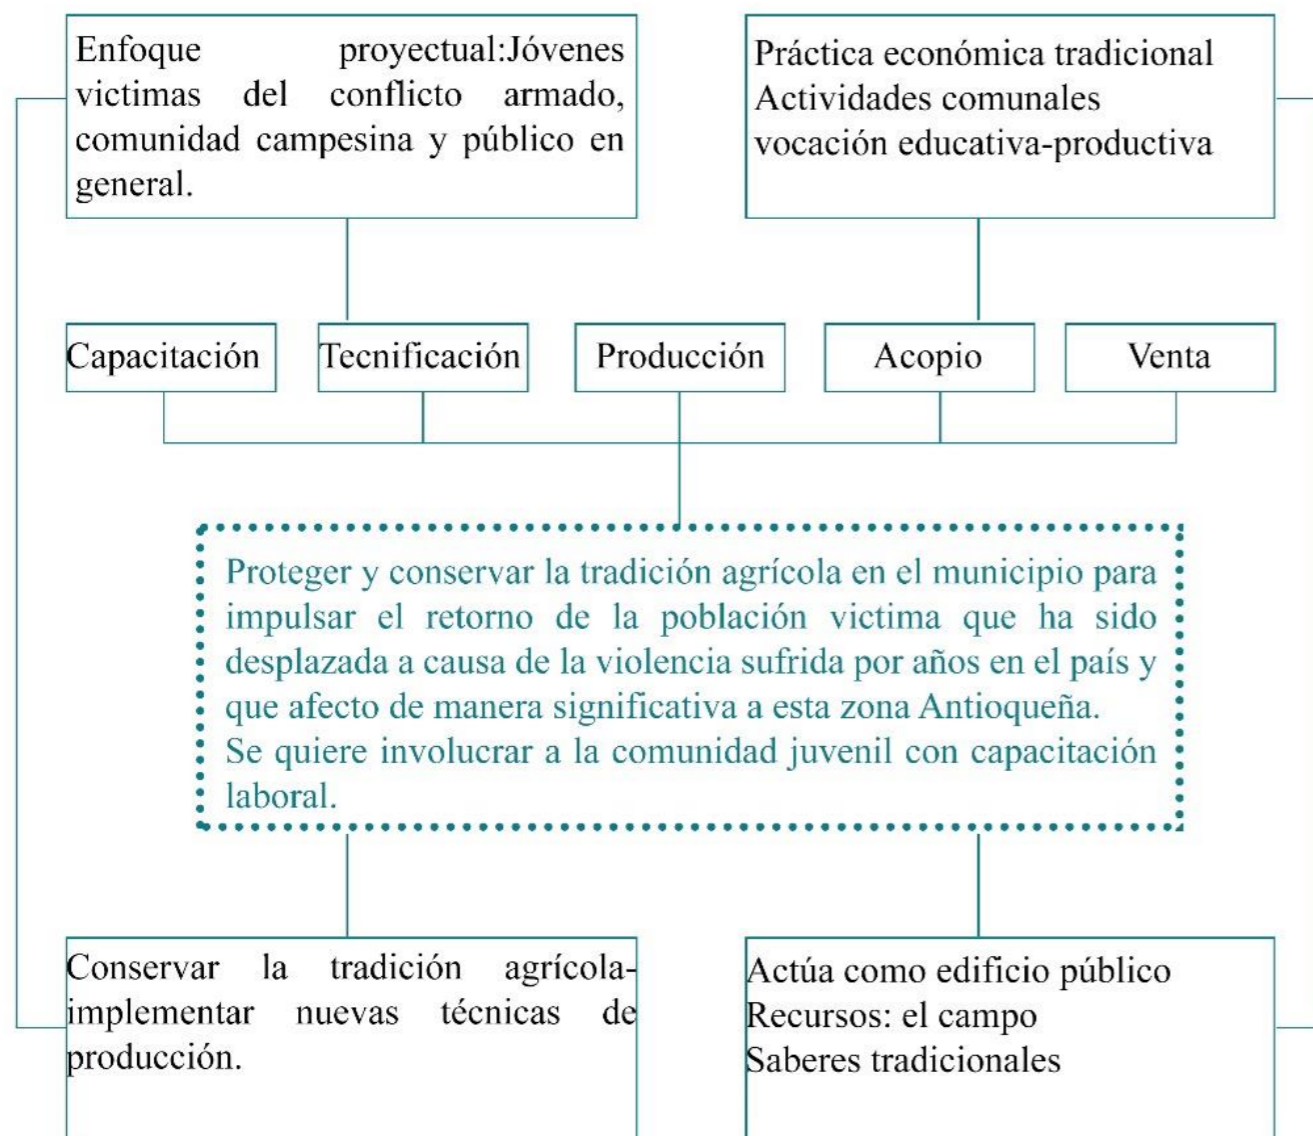 Enfoque proyectual:Jóvenes
victimas del conflicto armado,
comunidad campesina y público en
general.
Práctica económica tradicional
Actividades comunales
vocación educativa-productiva
Capacitación
Tecnificación
Producción
Acopio
Venta
Proteger y conservar la tradición agrícola en el municipio para
impulsar el retorno de la población victima que ha sido
desplazada a causa de la violencia sufrida por años en el país y
que afecto de manera significativa a esta zona Antioqueña.
Se quiere involucrar a la comunidad juvenil con capacitación
laboral.
Conservar la tradición agrícola-
implementar nuevas técnicas de
producción.
Actúa como edificio público
Recursos: el campo
Saberes tradicionales